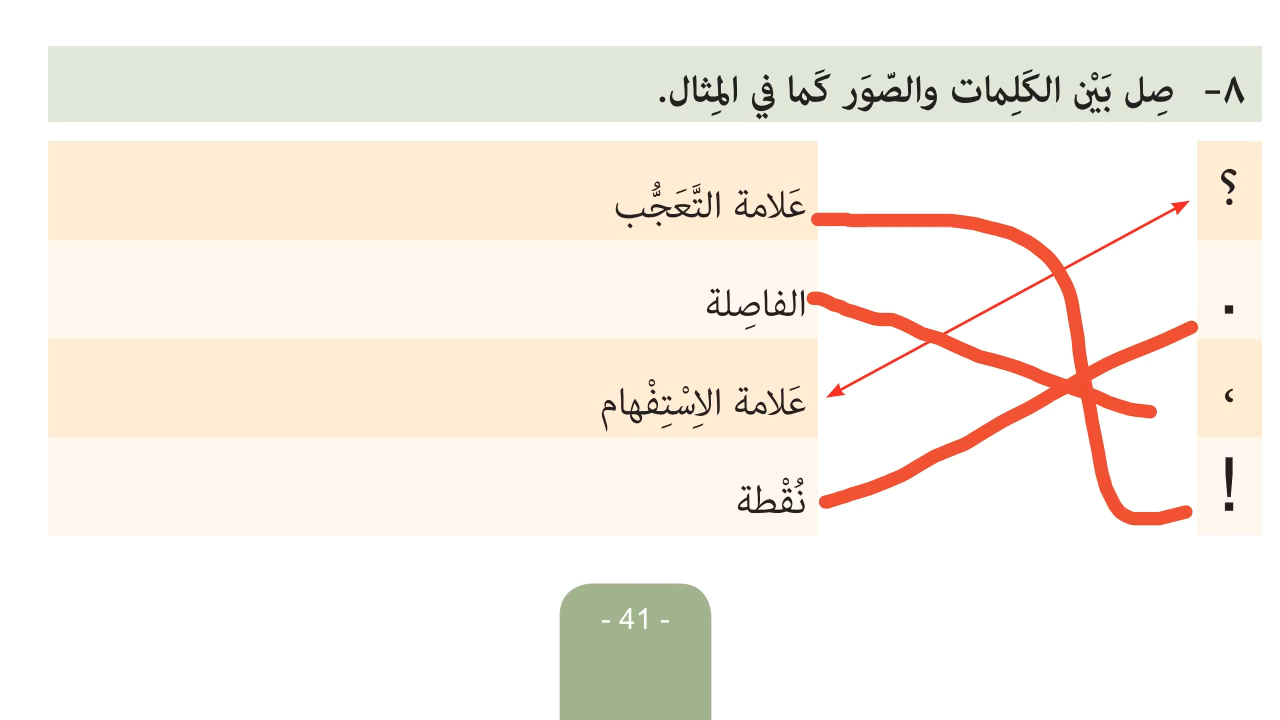 ٨- صِل بَيْن الكَلِمات والصّوَر كَما في المِثال.
؟ عَلامة التَّعَجُّب
. الفاصِلة
، عَلامة الاِسْتِفْهام
! نُقْطة
- 41 -